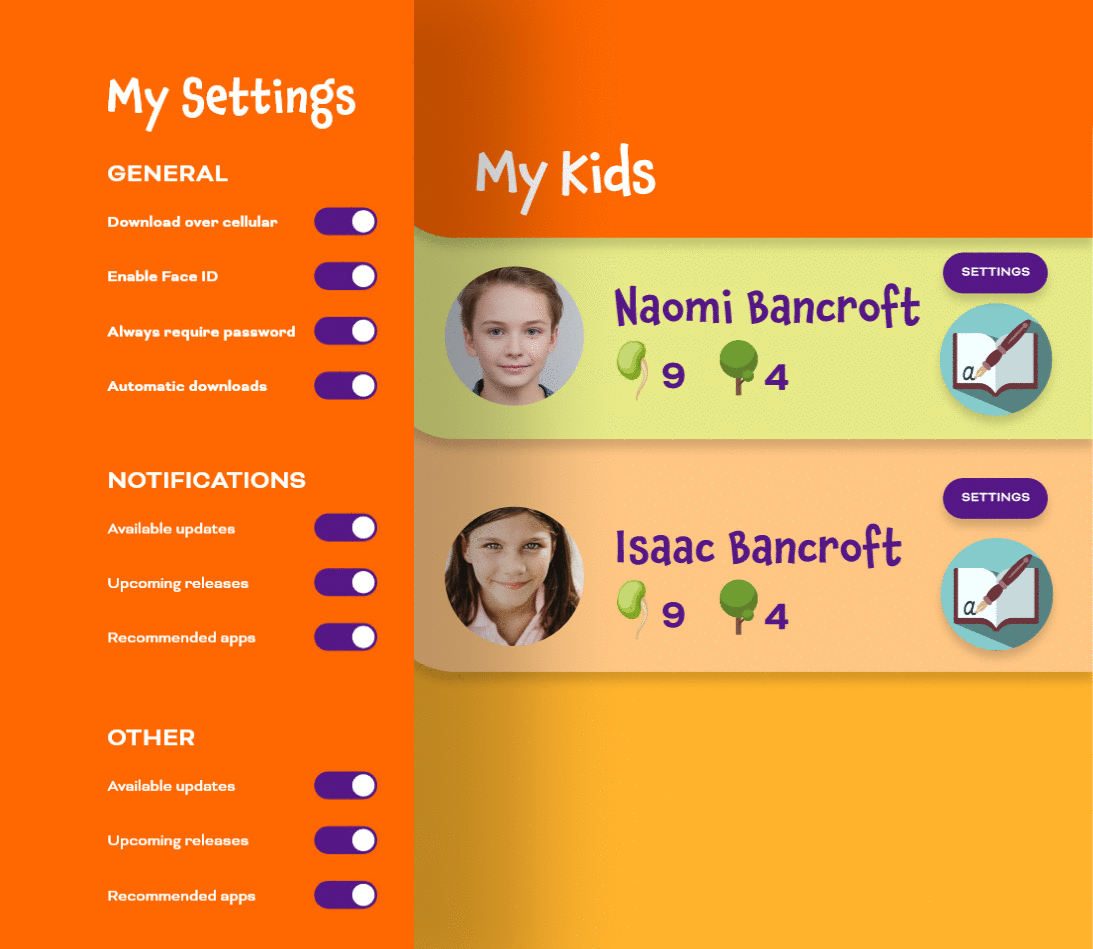 My Settings
GENERAL
Download over cellular
Enable Face ID
Always require password
Automatic downloads
NOTIFICATIONS
Available updates
Upcoming releases
Recommended apps
OTHER
Available updates
Upcoming releases
Recommended apps
My Kids
SETTINGS
Naomi Bancroft
9 4
a
SETTINGS
Isaac Bancroft
9 4
a